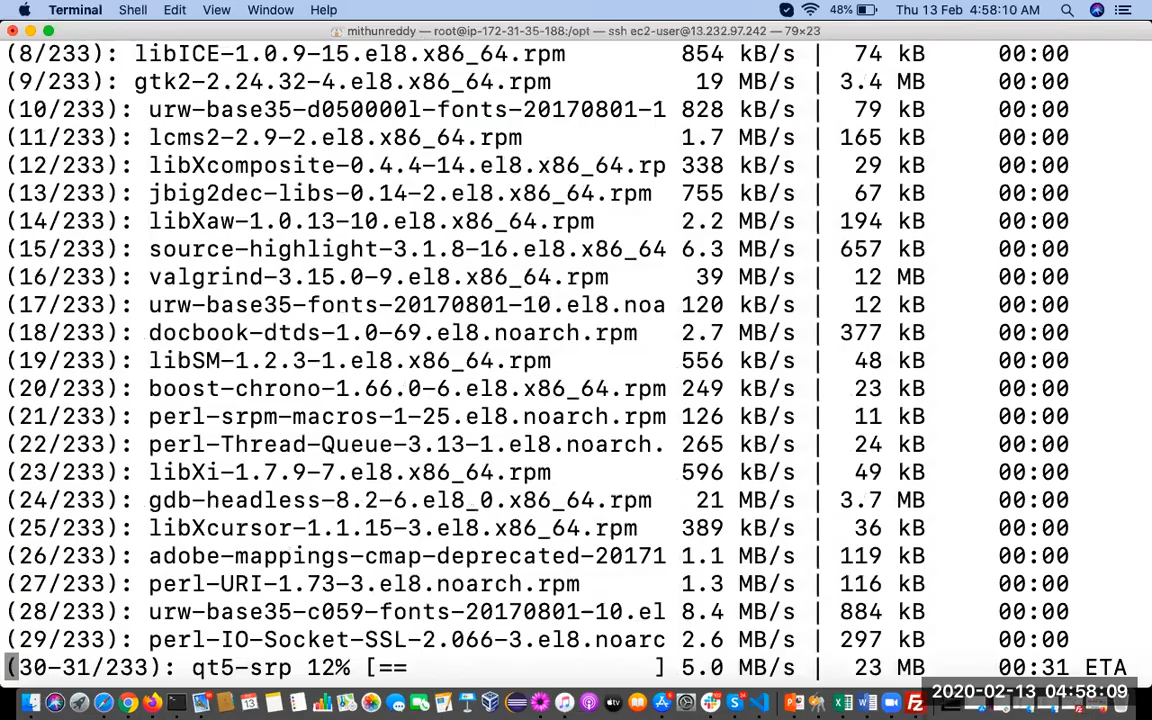 Terminal Shell Edit View Window Help 48% Thu 13 Feb 4:58:10 AM
mithunreddy — root@ip-172-31-35-188:/opt — ssh ec2-user@13.232.97.242 — 79×23
(8/233): libICE-1.0.9-15.el8.x86_64.rpm 854 kB/s | 74 kB 00:00
(9/233): gtk2-2.24.32-4.el8.x86_64.rpm 19 MB/s | 3.4 MB 00:00
(10/233): urw-base35-d050000l-fonts-20170801-1 828 kB/s | 79 kB 00:00
(11/233): lcms2-2.9-2.el8.x86_64.rpm 1.7 MB/s | 165 kB 00:00
(12/233): libXcomposite-0.4.4-14.el8.x86_64.rp 338 kB/s | 29 kB 00:00
(13/233): jbig2dec-libs-0.14-2.el8.x86_64.rpm 755 kB/s | 67 kB 00:00
(14/233): libXaw-1.0.13-10.el8.x86_64.rpm 2.2 MB/s | 194 kB 00:00
(15/233): source-highlight-3.1.8-16.el8.x86_64 6.3 MB/s | 657 kB 00:00
(16/233): valgrind-3.15.0-9.el8.x86_64.rpm 39 MB/s | 12 MB 00:00
(17/233): urw-base35-fonts-20170801-10.el8.noa 120 kB/s | 12 kB 00:00
(18/233): docbook-dtds-1.0-69.el8.noarch.rpm 2.7 MB/s | 377 kB 00:00
(19/233): libSM-1.2.3-1.el8.x86_64.rpm 556 kB/s | 48 kB 00:00
(20/233): boost-chrono-1.66.0-6.el8.x86_64.rpm 249 kB/s | 23 kB 00:00
(21/233): perl-srpm-macros-1-25.el8.noarch.rpm 126 kB/s | 11 kB 00:00
(22/233): perl-Thread-Queue-3.13-1.el8.noarch. 265 kB/s | 24 kB 00:00
(23/233): libXi-1.7.9-7.el8.x86_64.rpm 596 kB/s | 49 kB 00:00
(24/233): gdb-headless-8.2-6.el8_0.x86_64.rpm 21 MB/s | 3.7 MB 00:00
(25/233): libXcursor-1.1.15-3.el8.x86_64.rpm 389 kB/s | 36 kB 00:00
(26/233): adobe-mappings-cmap-deprecated-20171 1.1 MB/s | 119 kB 00:00
(27/233): perl-URI-1.73-3.el8.noarch.rpm 1.3 MB/s | 116 kB 00:00
(28/233): urw-base35-c059-fonts-20170801-10.el 8.4 MB/s | 884 kB 00:00
(29/233): perl-IO-Socket-SSL-2.066-3.el8.noarc 2.6 MB/s | 297 kB 00:00
(30-31/233): qt5-srp 12% [== ] 5.0 MB/s | 23 MB 00:31 ETA
2020-02-13 04:58:09